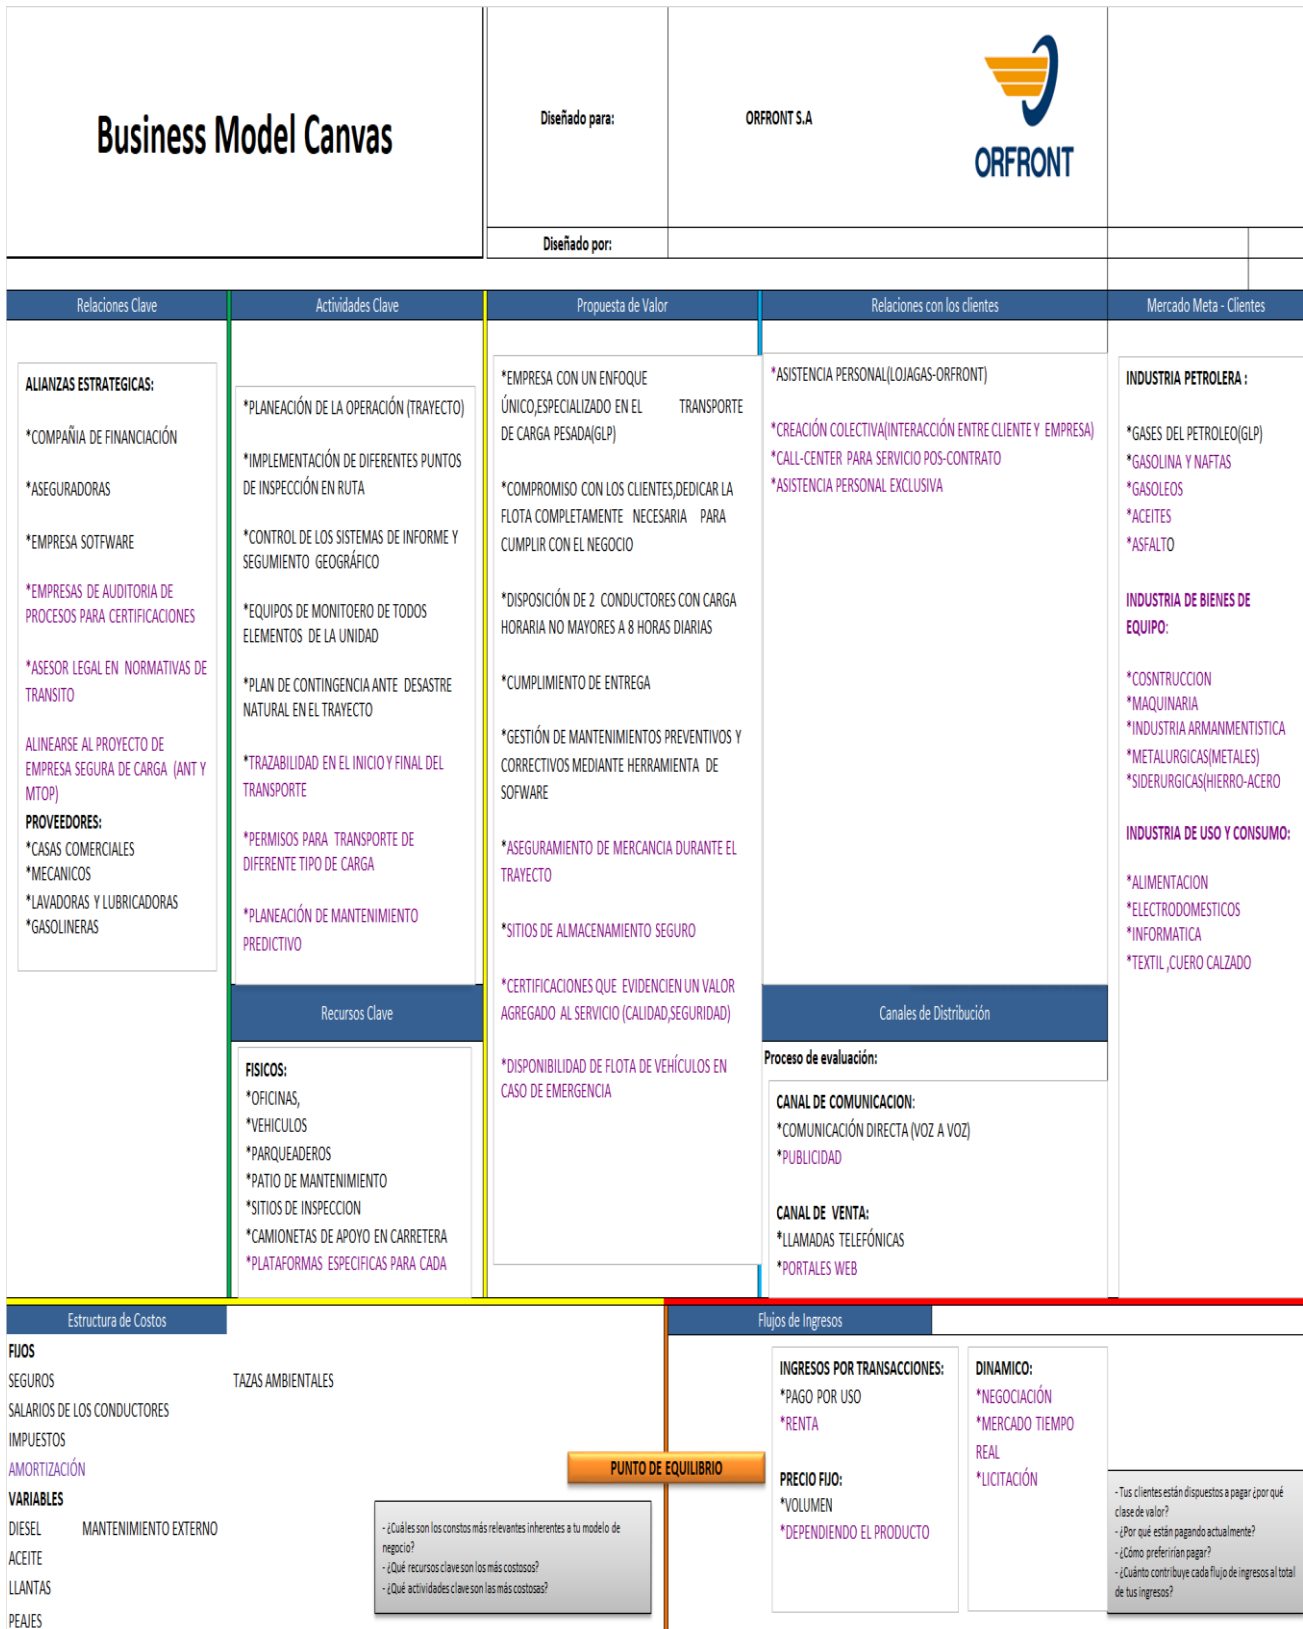 Business Model Canvas
Diseñado para:
ORFRONT S.A
ORFRONT
Diseñado por:
Relaciones Clave
ALIANZAS ESTRATEGICAS:
*COMPAÑIA DE FINANCIACIÓN
*ASEGURADORAS
*EMPRESA SOTFWARE
*EMPRESAS DE AUDITORIA DE
PROCESOS PARA CERTIFICACIONES
*ASESOR LEGAL EN NORMATIVAS DE
TRANSITO
ALINEARSE AL PROYECTO DE
EMPRESA SEGURA DE CARGA (ANT Y
MTOP)
PROVEEDORES:
*CASAS COMERCIALES
*MECANICOS
*LAVADORAS Y LUBRICADORAS
*GASOLINERAS
Actividades Clave
*PLANEACIÓN DE LA OPERACIÓN (TRAYECTO)
*IMPLEMENTACIÓN DE DIFERENTES PUNTOS
DE INSPECCIÓN EN RUTA
*CONTROL DE LOS SISTEMAS DE INFORME Y
SEGUMIENTO GEOGRÁFICO
*EQUIPOS DE MONITOERO DE TODOS
ELEMENTOS DE LA UNIDAD
*PLAN DE CONTINGENCIA ANTE DESASTRE
NATURAL EN EL TRAYECTO
*TRAZABILIDAD EN EL INICIO Y FINAL DEL
TRANSPORTE
*PERMISOS PARA TRANSPORTE DE
DIFERENTE TIPO DE CARGA
*PLANEACIÓN DE MANTENIMIENTO
PREDICTIVO
Recursos Clave
FISICOS:
*OFICINAS,
*VEHICULOS
*PARQUEADEROS
*PATIO DE MANTENIMIENTO
*SITIOS DE INSPECCION
*CAMIONETAS DE APOYO EN CARRETERA
*PLATAFORMAS ESPECIFICAS PARA CADA
Propuesta de Valor
*EMPRESA CON UN ENFOQUE
ÚNICO,ESPECIALIZADO EN EL TRANSPORTE
DE CARGA PESADA(GLP)
*COMPROMISO CON LOS CLIENTES,DEDICAR LA
FLOTA COMPLETAMENTE NECESARIA PARA
CUMPLIR CON EL NEGOCIO
*DISPOSICIÓN DE 2 CONDUCTORES CON CARGA
HORARIA NO MAYORES A 8 HORAS DIARIAS
*CUMPLIMIENTO DE ENTREGA
*GESTIÓN DE MANTENIMIENTOS PREVENTIVOS Y
CORRECTIVOS MEDIANTE HERRAMIENTA DE
SOFWARE
*ASEGURAMIENTO DE MERCANCIA DURANTE EL
TRAYECTO
*SITIOS DE ALMACENAMIENTO SEGURO
*CERTIFICACIONES QUE EVIDENCIEN UN VALOR
AGREGADO AL SERVICIO (CALIDAD,SEGURIDAD)
*DISPONIBILIDAD DE FLOTA DE VEHÍCULOS EN
CASO DE EMERGENCIA
Relaciones con los clientes
*ASISTENCIA PERSONAL(LOJAGAS-ORFRONT)
*CREACIÓN COLECTIVA(INTERACCIÓN ENTRE CLIENTE Y EMPRESA)
*CALL-CENTER PARA SERVICIO POS-CONTRATO
*ASISTENCIA PERSONAL EXCLUSIVA
Canales de Distribución
Proceso de evaluación:
CANAL DE COMUNICACION:
*COMUNICACIÓN DIRECTA (VOZ A VOZ)
*PUBLICIDAD
CANAL DE VENTA:
*LLAMADAS TELEFÓNICAS
*PORTALES WEB
Mercado Meta - Clientes
INDUSTRIA PETROLERA :
*GASES DEL PETROLEO(GLP)
*GASOLINA Y NAFTAS
*GASOLEOS
*ACEITES
*ASFALTO
INDUSTRIA DE BIENES DE
EQUIPO:
*COSNTRUCCION
*MAQUINARIA
*INDUSTRIA ARMANMENTISTICA
*METALURGICAS(METALES)
*SIDERURGICAS(HIERRO-ACERO
INDUSTRIA DE USO Y CONSUMO:
*ALIMENTACION
*ELECTRODOMESTICOS
*INFORMATICA
*TEXTIL ,CUERO CALZADO
Estructura de Costos
FIJOS
SEGUROS TAZAS AMBIENTALES
SALARIOS DE LOS CONDUCTORES
IMPUESTOS
AMORTIZACIÓN
VARIABLES
DIESEL MANTENIMIENTO EXTERNO
ACEITE
LLANTAS
PEAJES
- ¿Cuáles son los constos más relevantes inherentes a tu modelo de
negocio?
- ¿Qué recursos clave son los más costosos?
- ¿Qué actividades clave son las más costosas?
PUNTO DE EQUILIBRIO
Flujos de Ingresos
INGRESOS POR TRANSACCIONES:
*PAGO POR USO
*RENTA
PRECIO FIJO:
*VOLUMEN
*DEPENDIENDO EL PRODUCTO
DINAMICO:
*NEGOCIACIÓN
*MERCADO TIEMPO
REAL
*LICITACIÓN
- Tus clientes están dispuestos a pagar ¿por qué
clase de valor?
- ¿Por qué están pagando actualmente?
- ¿Cómo preferirían pagar?
- ¿Cuánto contribuye cada flujo de ingresos al total
de tus ingresos?